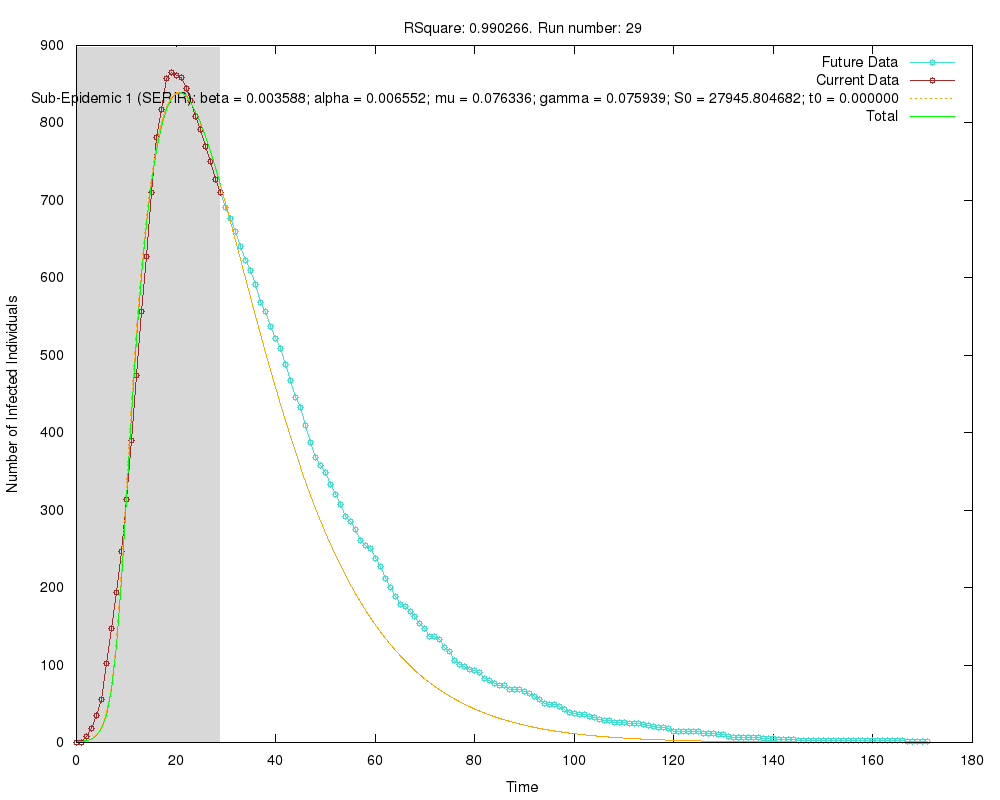 RSquare: 0.990266. Run number: 29
Future Data
Current Data
Sub-Epidemic 1 (SEIR): beta = 0.003588; alpha = 0.006552; mu = 0.076336; gamma = 0.075939; S0 = 27945.804682; t0 = 0.000000
Total
Number of Infected Individuals
900
800
700
600
500
400
300
200
100
0
0 20 40 60 80 100 120 140 160 180
Time